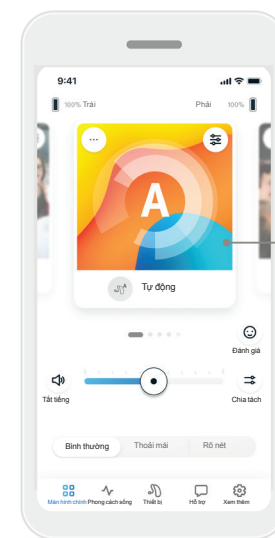 9:41
100% Trái
Phải 100%
A
Tự động
Đánh giá
Tắt tiếng
Chia tách
Bình thường
Thoải mái
Rõ nét
Màn hình chính
Phong cách sống
Thiết bị
Hỗ trợ
Xem thêm